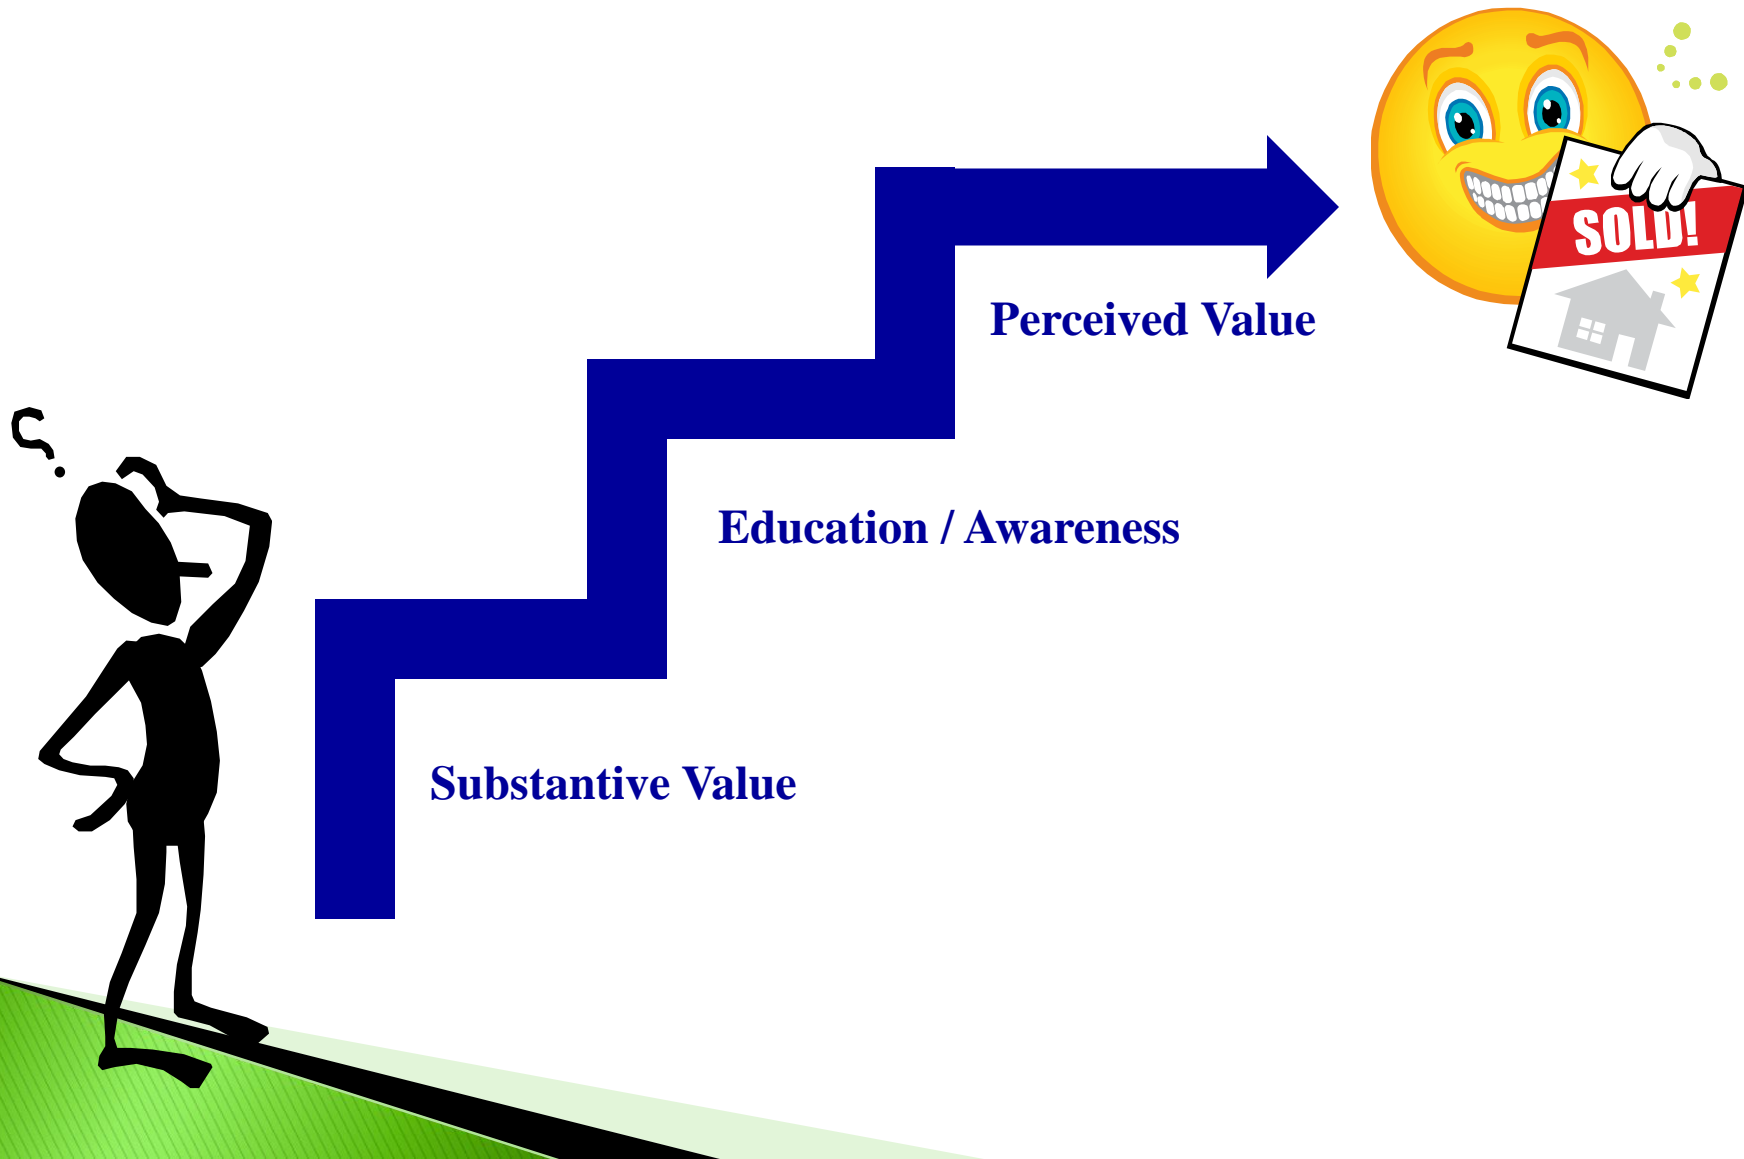 SOLD!
Perceived Value
Education / Awareness
?
Substantive Value